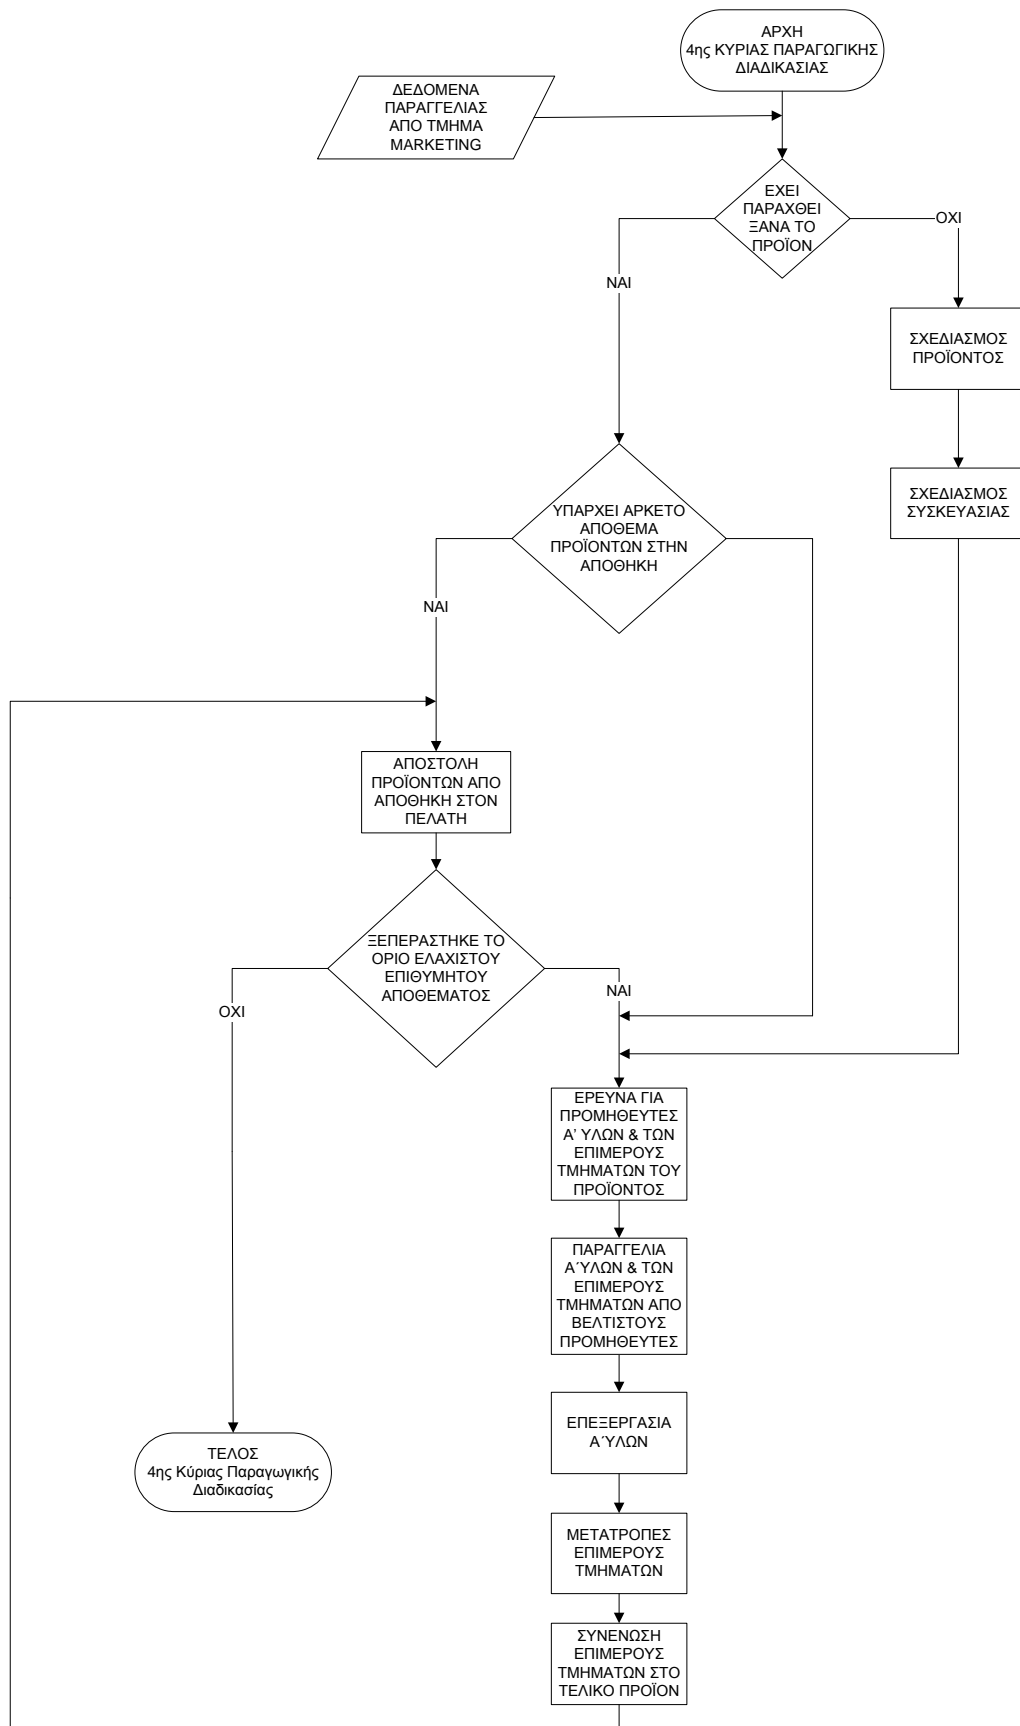 ΑΡΧΗ
4ης ΚΥΡΙΑΣ ΠΑΡΑΓΩΓΙΚΗΣ
ΔΙΑΔΙΚΑΣΙΑΣ
ΔΕΔΟΜΕΝΑ
ΠΑΡΑΓΓΕΛΙΑΣ
ΑΠΟ ΤΜΗΜΑ
MARKETING
ΕΧΕΙ
ΠΑΡΑΧΘΕΙ
ΞΑΝΑ ΤΟ
ΠΡΟΪΟΝ
ΟΧΙ
ΝΑΙ
ΣΧΕΔΙΑΣΜΟΣ
ΠΡΟΪΟΝΤΟΣ
ΣΧΕΔΙΑΣΜΟΣ
ΣΥΣΚΕΥΑΣΙΑΣ
ΥΠΑΡΧΕΙ ΑΡΚΕΤΟ
ΑΠΟΘΕΜΑ
ΠΡΟΪΟΝΤΩΝ ΣΤΗΝ
ΑΠΟΘΗΚΗ
ΝΑΙ
ΑΠΟΣΤΟΛΗ
ΠΡΟΪΟΝΤΩΝ ΑΠΟ
ΑΠΟΘΗΚΗ ΣΤΟΝ
ΠΕΛΑΤΗ
ΞΕΠΕΡΑΣΤΗΚΕ ΤΟ
ΟΡΙΟ ΕΛΑΧΙΣΤΟΥ
ΕΠΙΘΥΜΗΤΟΥ
ΑΠΟΘΕΜΑΤΟΣ
ΝΑΙ
ΟΧΙ
ΕΡΕΥΝΑ ΓΙΑ
ΠΡΟΜΗΘΕΥΤΕΣ
Α' ΥΛΩΝ & ΤΩΝ
ΕΠΙΜΕΡΟΥΣ
ΤΜΗΜΑΤΩΝ ΤΟΥ
ΠΡΟΪΟΝΤΟΣ
ΠΑΡΑΓΓΕΛΙΑ
Α΄ΥΛΩΝ & ΤΩΝ
ΕΠΙΜΕΡΟΥΣ
ΤΜΗΜΑΤΩΝ ΑΠΟ
ΒΕΛΤΙΣΤΟΥΣ
ΠΡΟΜΗΘΕΥΤΕΣ
ΕΠΕΞΕΡΓΑΣΙΑ
Α΄ΥΛΩΝ
ΤΕΛΟΣ
4ης Κύριας Παραγωγικής
Διαδικασίας
ΜΕΤΑΤΡΟΠΕΣ
ΕΠΙΜΕΡΟΥΣ
ΤΜΗΜΑΤΩΝ
ΣΥΝΕΝΩΣΗ
ΕΠΙΜΕΡΟΥΣ
ΤΜΗΜΑΤΩΝ ΣΤΟ
ΤΕΛΙΚΟ ΠΡΟΪΟΝ